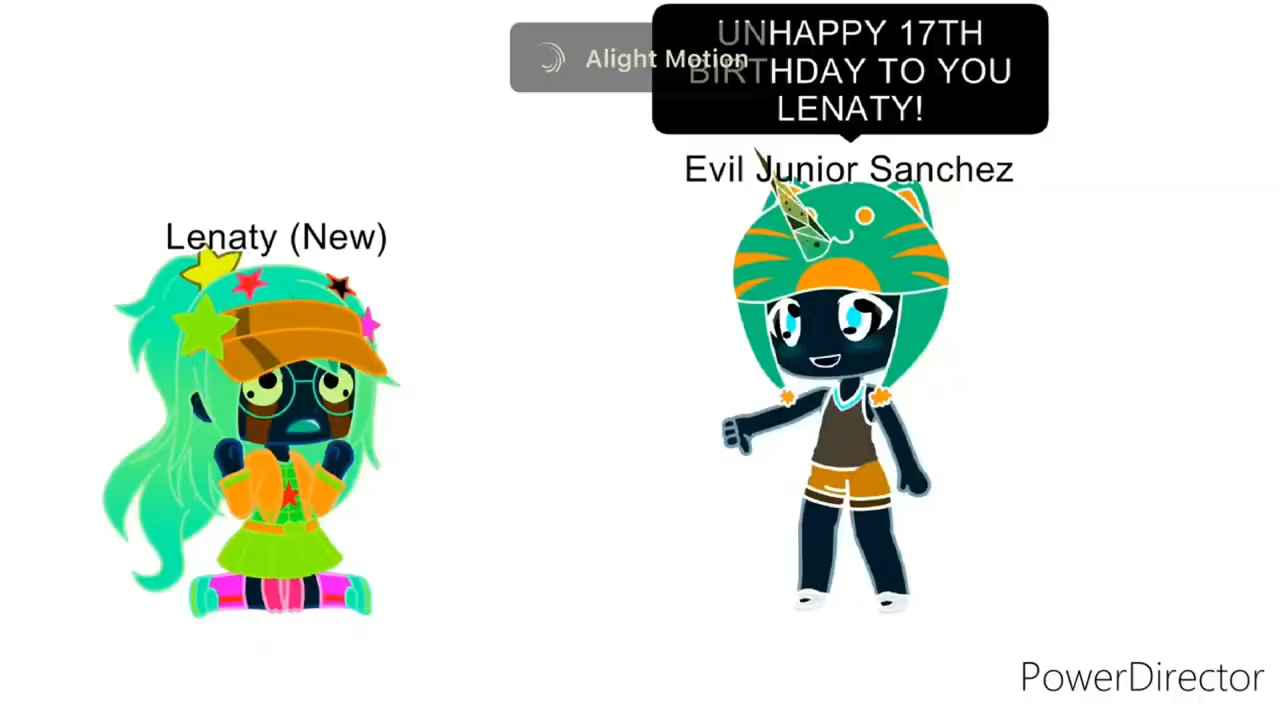 Alight Motion
UNHAPPY 17TH
BIRTHDAY TO YOU
LENATY!
Evil Junior Sanchez
Lenaty (New)
PowerDirector